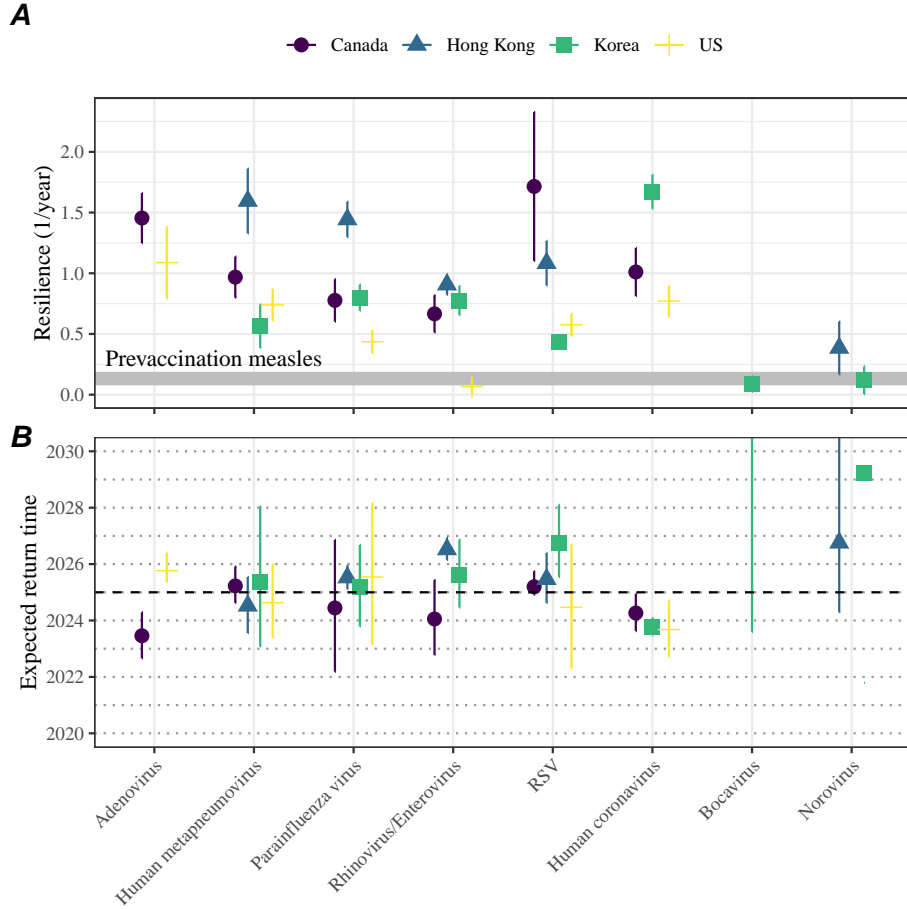 A
Canada Hong Kong Korea US
Resilience (1/year)
2.0
1.5
1.0
0.5
0.0
Prevaccination measles
B
Expected return time
2030
2028
2026
2024
2022
2020
Adenovirus
Human metapneumovirus
Parainfluenza virus
Rhinovirus/Enterovirus
RSV
Human coronavirus
Bocavirus
Norovirus